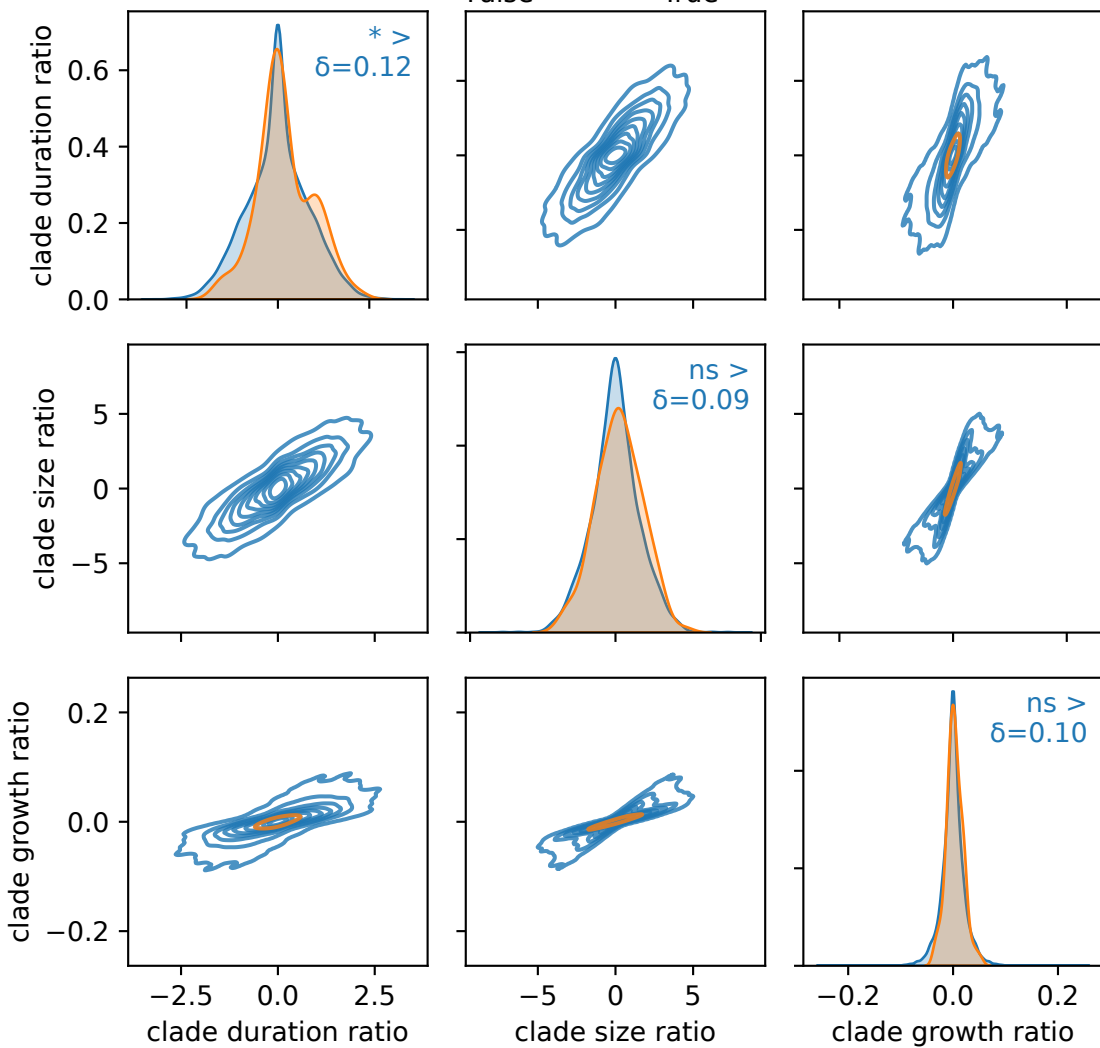 * >
δ=0.12
0.6
0.4
0.2
0.0
clade duration ratio
ns >
δ=0.09
5
0
−5
clade size ratio
ns >
δ=0.10
0.2
0.0
−0.2
clade growth ratio
−2.5 0.0 2.5
clade duration ratio
−5 0 5
clade size ratio
−0.2 0.0 0.2
clade growth ratio